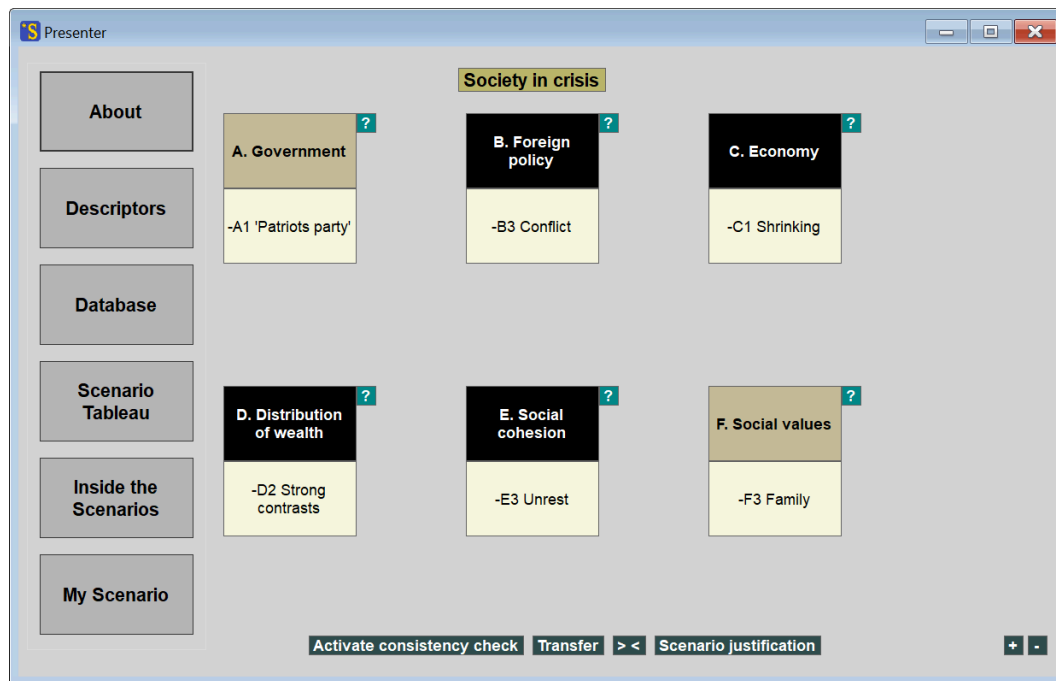 Presenter
About
Descriptors
Database
Scenario
Tableau
Inside the
Scenarios
My Scenario
Society in crisis
A. Government
?
-A1 'Patriots party'
B. Foreign
policy
?
-B3 Conflict
C. Economy
?
-C1 Shrinking
D. Distribution
of wealth
?
-D2 Strong
contrasts
E. Social
cohesion
?
-E3 Unrest
F. Social values
?
-F3 Family
Activate consistency check Transfer > < Scenario justification + -